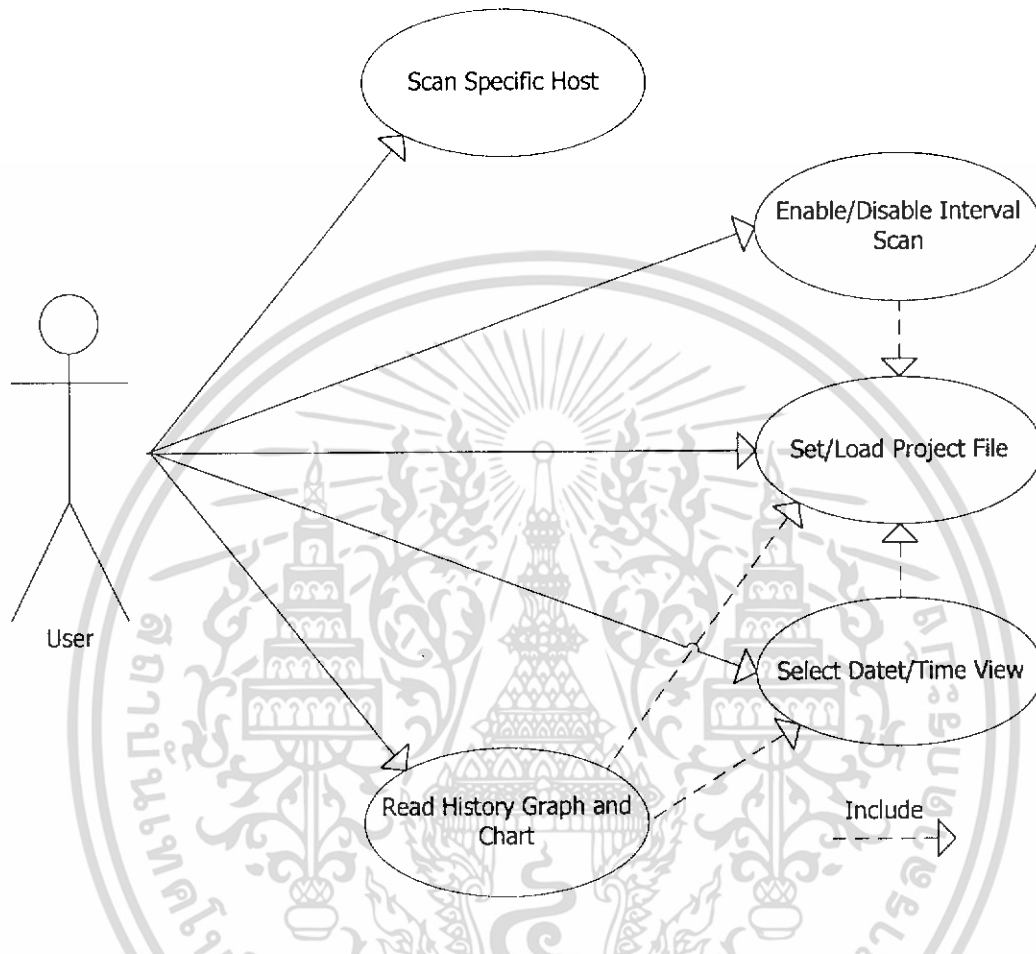 Scan Specific Host
Enable/Disable Interval
Scan
Set/Load Project File
User
Select Datet/Time View
Read History Graph and
Chart
Include